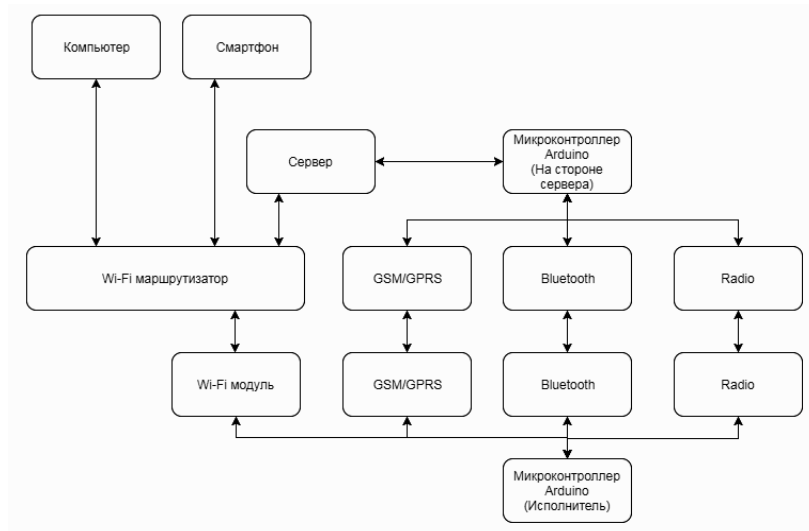 Компьютер
Смартфон
Сервер
Микроконтроллер
Arduino
(На стороне
сервера)
Wi-Fi маршрутизатор
GSM/GPRS
Bluetooth
Radio
Wi-Fi модуль
GSM/GPRS
Bluetooth
Radio
Микроконтроллер
Arduino
(Исполнитель)